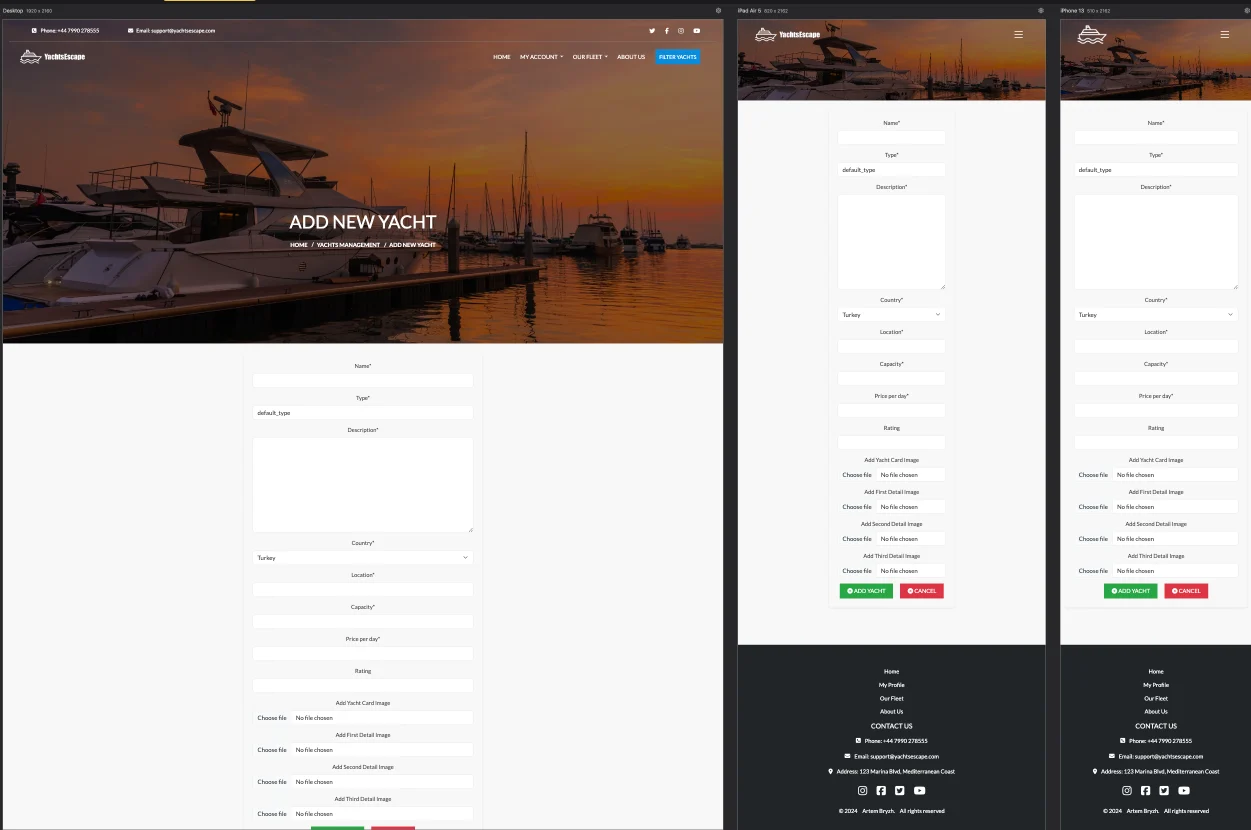 Desktop 1920 x 2160
Phone: +44 7990 278555 Email: support@yachtsescape.com
YachtsEscape HOME MY ACCOUNT OUR FLEET ABOUT US FILTER YACHTS
ADD NEW YACHT
HOME / YACHTS MANAGEMENT / ADD NEW YACHT
Name*
Type*
default_type
Description*
Country*
Turkey
Location*
Capacity*
Price per day*
Rating
Add Yacht Card Image
Choose file No file chosen
Add First Detail Image
Choose file No file chosen
Add Second Detail Image
Choose file No file chosen
Add Third Detail Image
Choose file No file chosen
iPad Air 5 820 x 2162
YachtsEscape
Name*
Type*
default_type
Description*
Country*
Turkey
Location*
Capacity*
Price per day*
Rating
Add Yacht Card Image
Choose file No file chosen
Add First Detail Image
Choose file No file chosen
Add Second Detail Image
Choose file No file chosen
Add Third Detail Image
Choose file No file chosen
ADD YACHT CANCEL
Home
My Profile
Our Fleet
About Us
CONTACT US
Phone: +44 7990 278555
Email: support@yachtsescape.com
Address: 123 Marina Blvd, Mediterranean Coast
© 2024 Artem Bryzh. All rights reserved
iPhone 13 510 x 2162
Name*
Type*
default_type
Description*
Country*
Turkey
Location*
Capacity*
Price per day*
Rating
Add Yacht Card Image
Choose file No file chosen
Add First Detail Image
Choose file No file chosen
Add Second Detail Image
Choose file No file chosen
Add Third Detail Image
Choose file No file chosen
ADD YACHT CANCEL
Home
My Profile
Our Fleet
About Us
CONTACT US
Phone: +44 7990 278555
Email: support@yachtsescape.com
Address: 123 Marina Blvd, Mediterranean Coast
© 2024 Artem Bryzh. All rights reserved